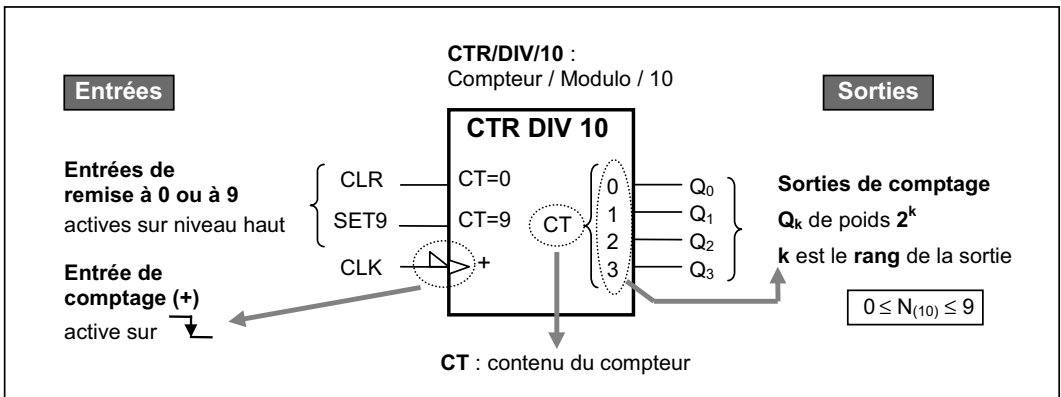 CTR/DIV/10 :
Compteur / Modulo / 10
Entrées
Sorties
CTR DIV 10
Entrées de
remise à 0 ou à 9
actives sur niveau haut
CLR
CT=0
SET9
CT=9
CLK
+
CT
0
1
2
3
Q₀
Q₁
Q₂
Q₃
Sorties de comptage
Qₖ de poids 2ᵏ
k est le rang de la sortie
0 ≤ N₍₁₀₎ ≤ 9
Entrée de
comptage (+)
active sur
CT : contenu du compteur